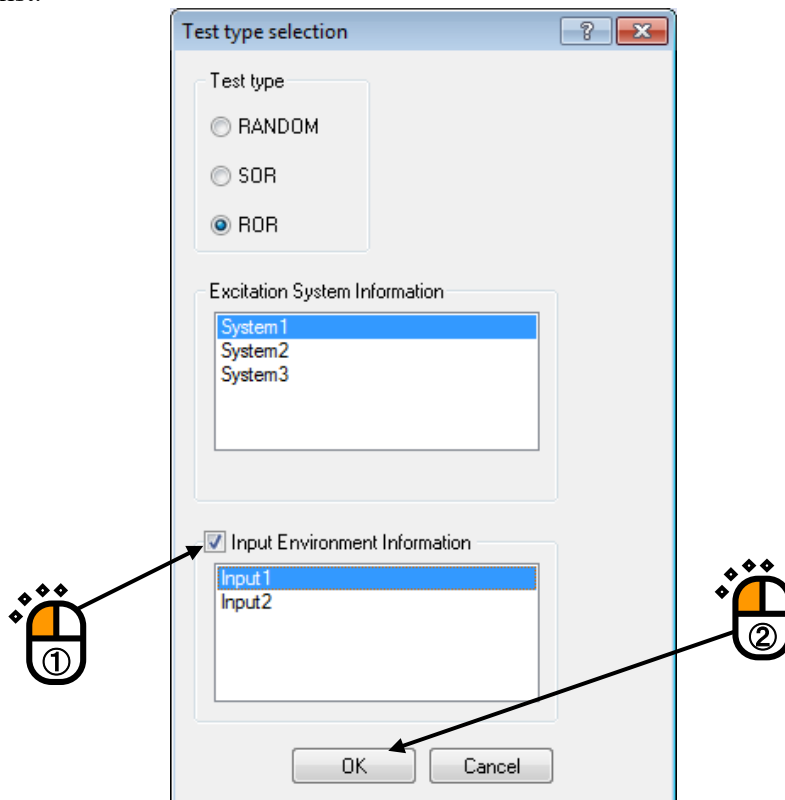 Test type selection
Test type
RANDOM
SOR
ROR
Excitation System Information
System1
System2
System3
Input Environment Information
Input1
Input2
①
②
OK
Cancel